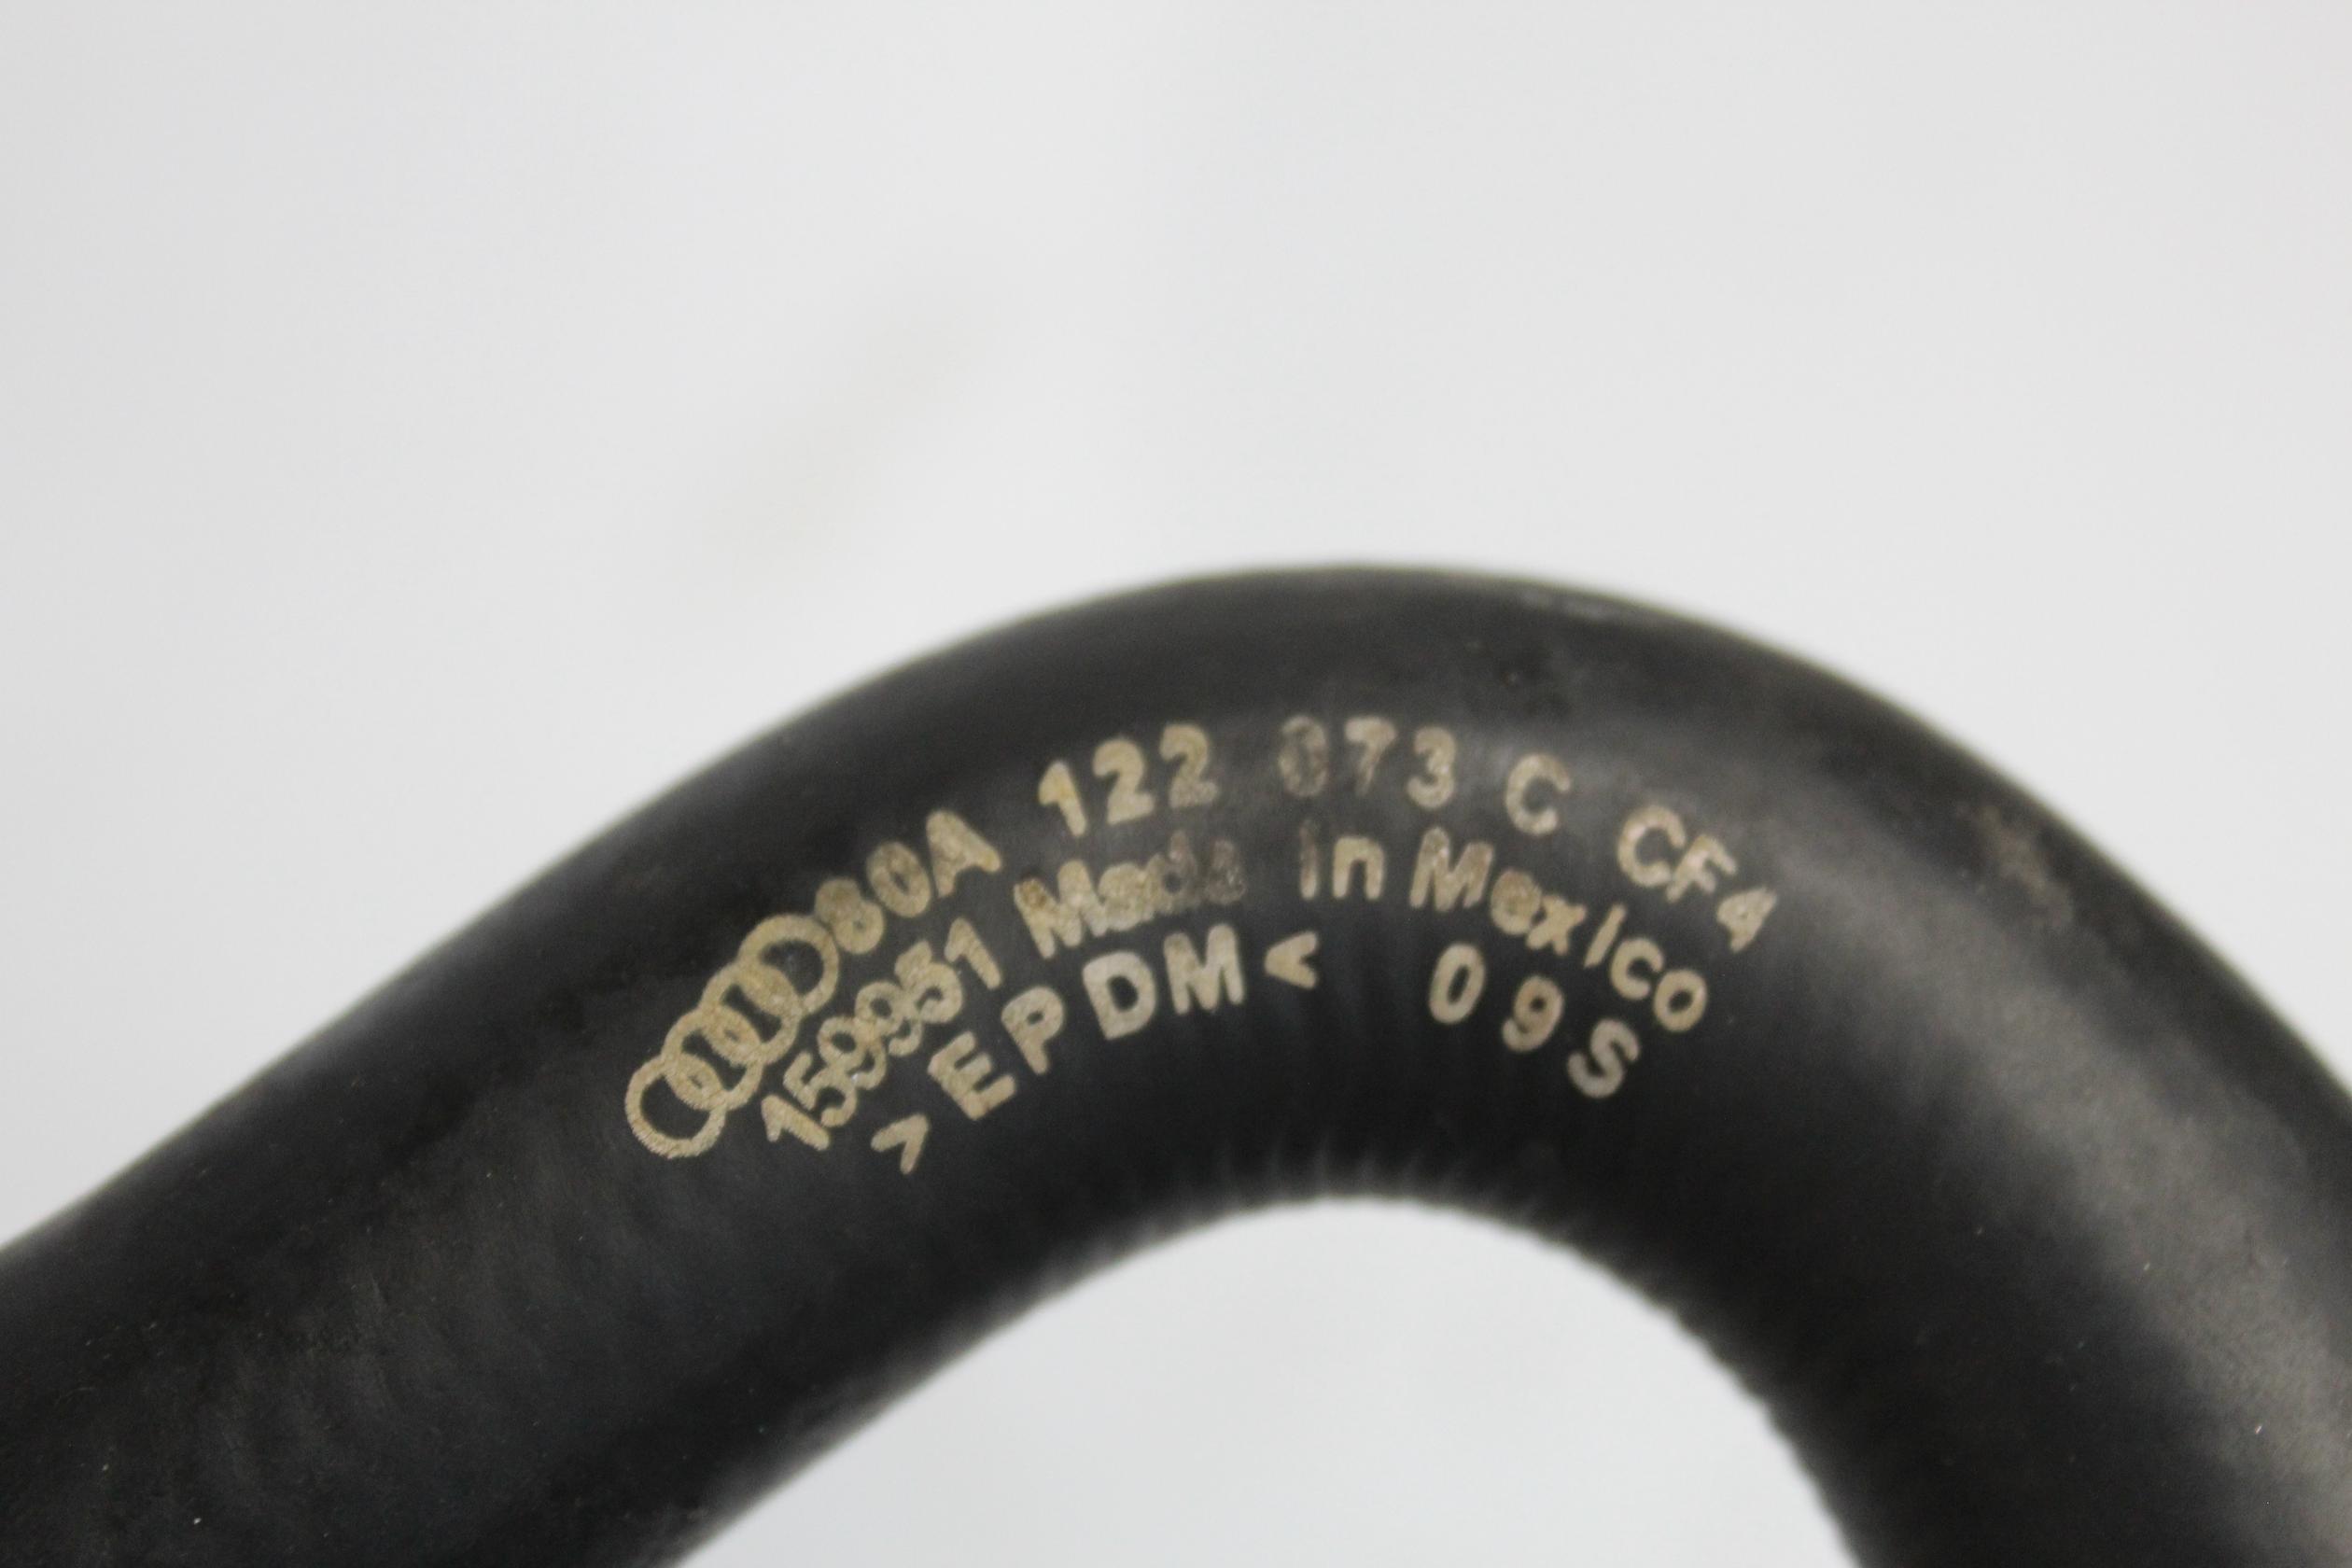 80A 122 073 C CF4
159951 Made in Mexico
>EPDM< 09S